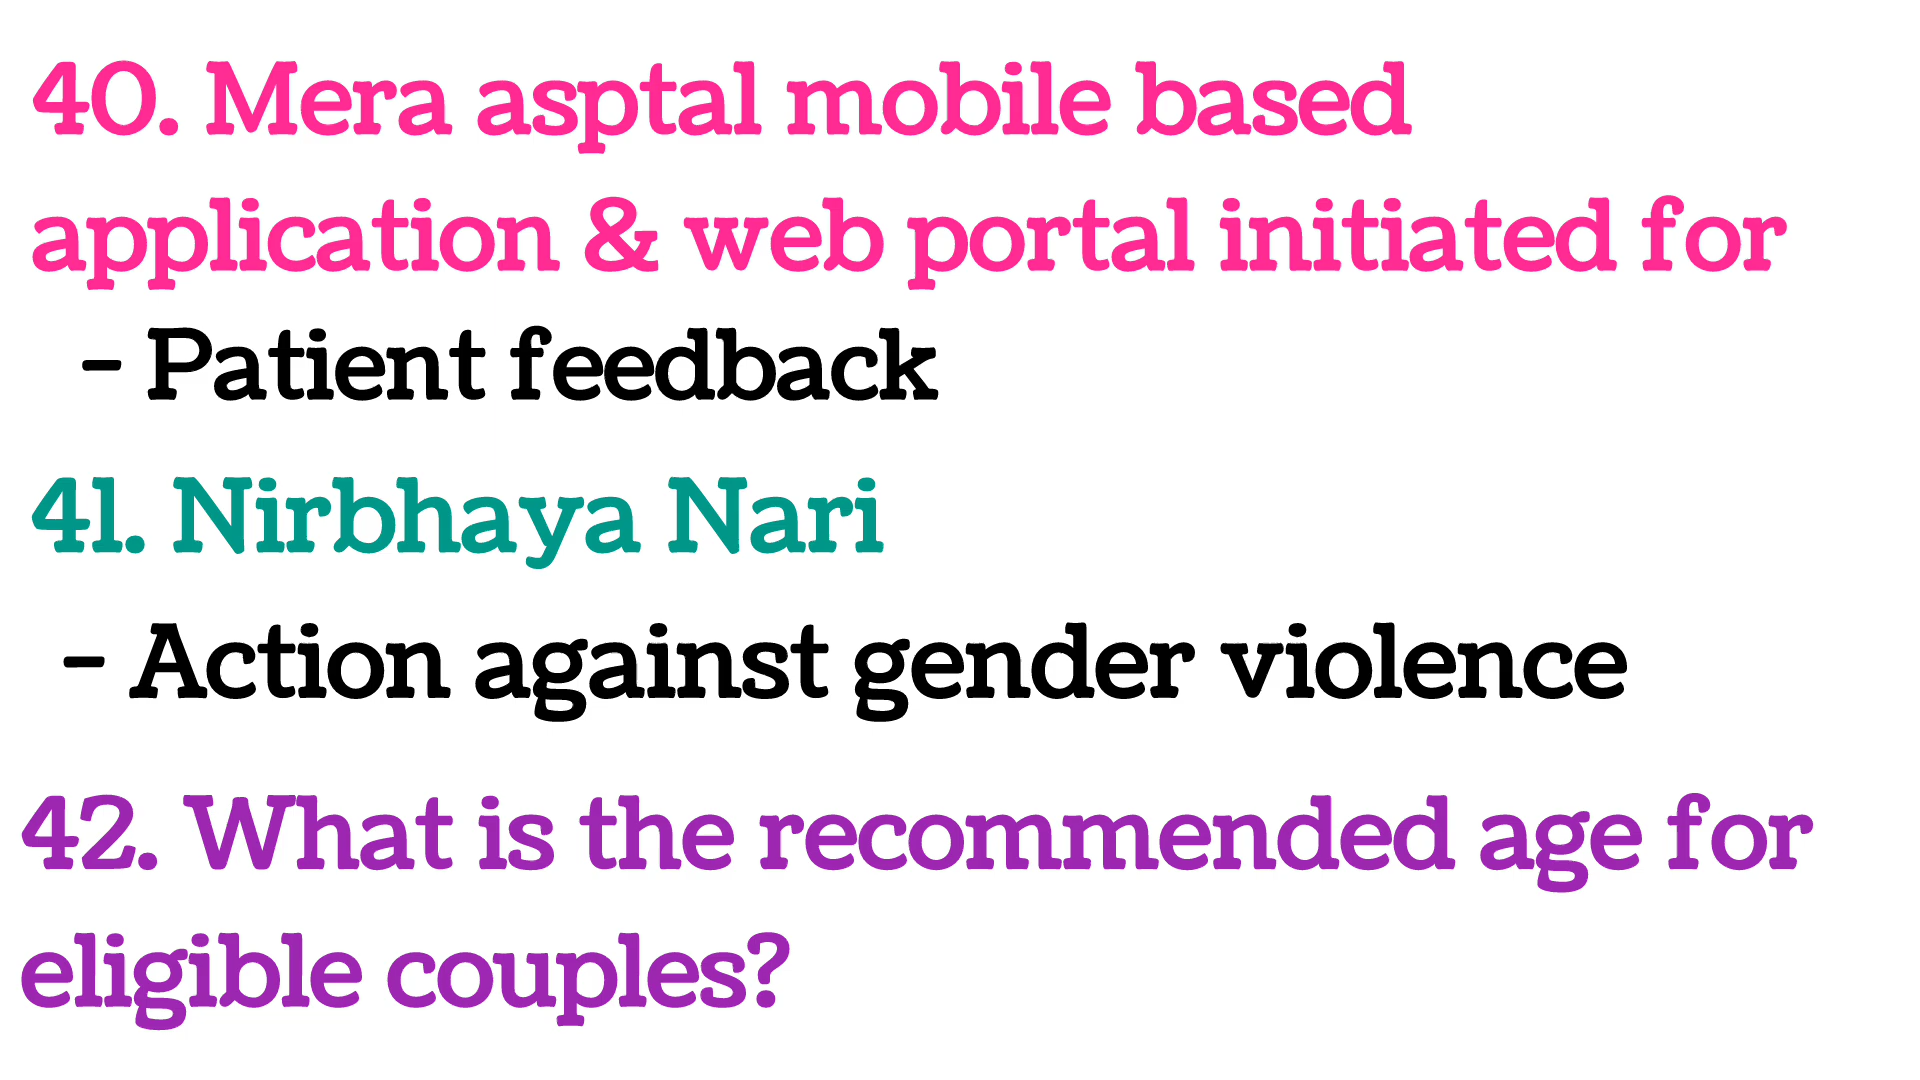 40. Mera asptal mobile based
application & web portal initiated for
- Patient feedback
41. Nirbhaya Nari
- Action against gender violence
42. What is the recommended age for
eligible couples?